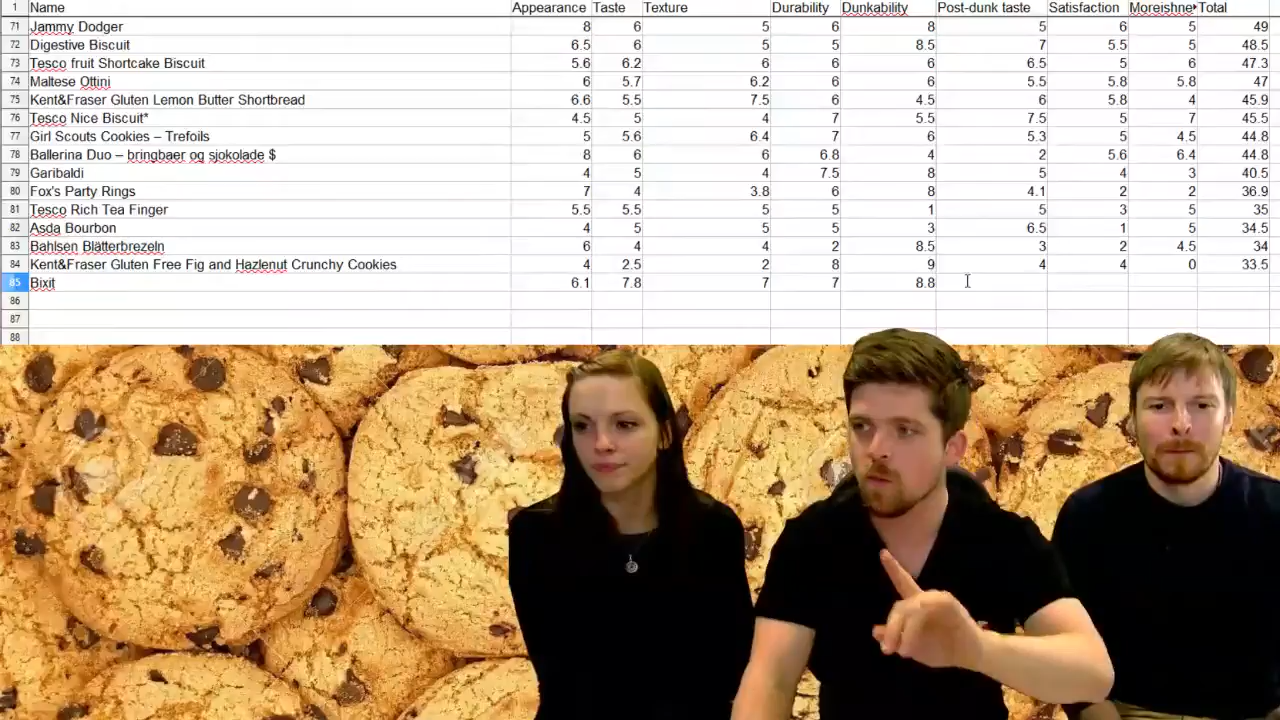 1 Name Appearance Taste Texture Durability Dunkability Post-dunk taste Satisfaction Moreishne Total
71 Jammy Dodger 8 6 5 6 8 5 6 5 49
72 Digestive Biscuit 6.5 6 5 5 8.5 7 5.5 5 48.5
73 Tesco fruit Shortcake Biscuit 5.6 6.2 6 6 6 6.5 5 6 47.3
74 Maltese Ottini 6 5.7 6.2 6 6 5.5 5.8 5.8 47
75 Kent&Fraser Gluten Lemon Butter Shortbread 6.6 5.5 7.5 6 4.5 6 5.8 4 45.9
76 Tesco Nice Biscuit* 4.5 5 4 7 5.5 7.5 5 7 45.5
77 Girl Scouts Cookies – Trefoils 5 5.6 6.4 7 6 5.3 5 4.5 44.8
78 Ballerina Duo – bringbaer og sjokolade $ 8 6 6 6.8 4 2 5.6 6.4 44.8
79 Garibaldi 4 5 4 7.5 8 5 4 3 40.5
80 Fox's Party Rings 7 4 3.8 6 8 4.1 2 2 36.9
81 Tesco Rich Tea Finger 5.5 5.5 5 5 1 5 3 5 35
82 Asda Bourbon 4 5 5 5 3 6.5 1 5 34.5
83 Bahlsen Blätterbrezeln 6 4 4 2 8.5 3 2 4.5 34
84 Kent&Fraser Gluten Free Fig and Hazlenut Crunchy Cookies 4 2.5 2 8 9 4 4 0 33.5
85 Bixit 6.1 7.8 7 7 8.8
86
87
88